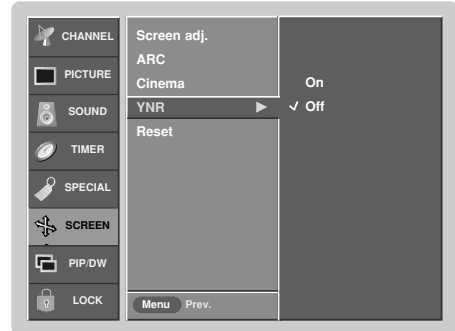 CHANNEL
PICTURE
SOUND
TIMER
SPECIAL
SCREEN
PIP/DW
LOCK
Screen adj.
ARC
Cinema
YNR ▶
Reset
Menu Prev.
On
✓ Off